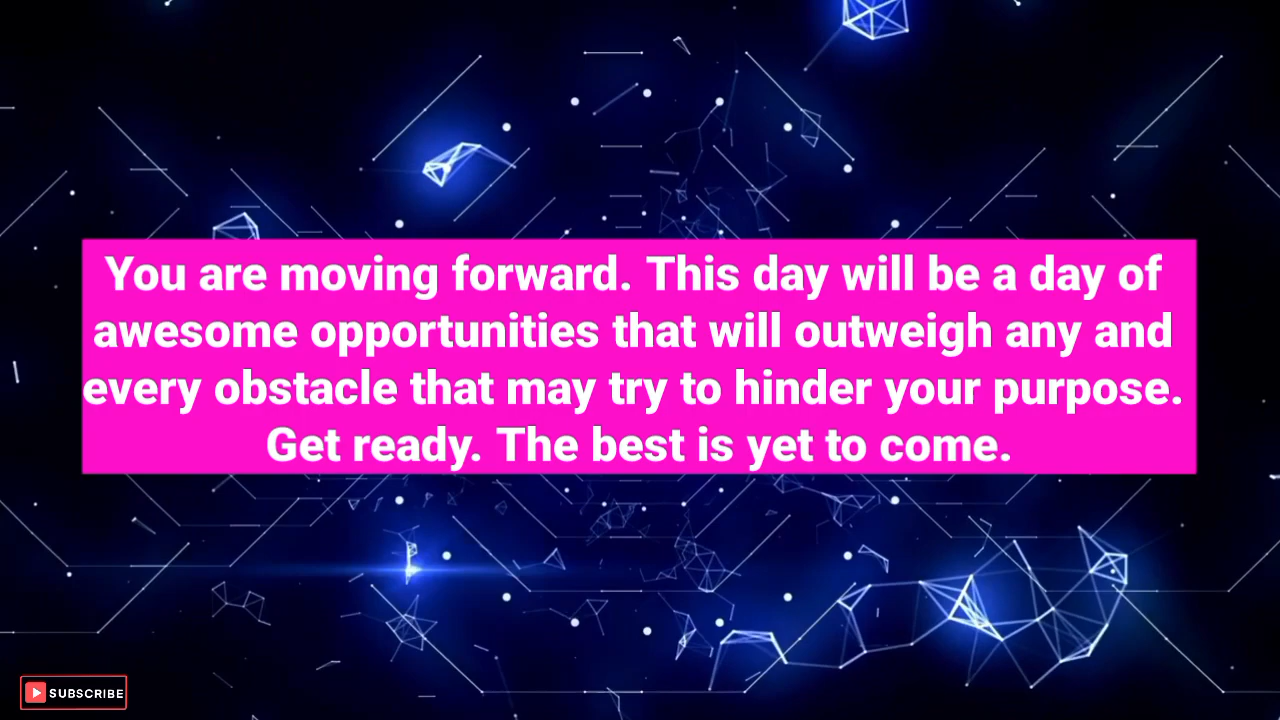 You are moving forward. This day will be a day of
awesome opportunities that will outweigh any and
every obstacle that may try to hinder your purpose.
Get ready. The best is yet to come.
SUBSCRIBE